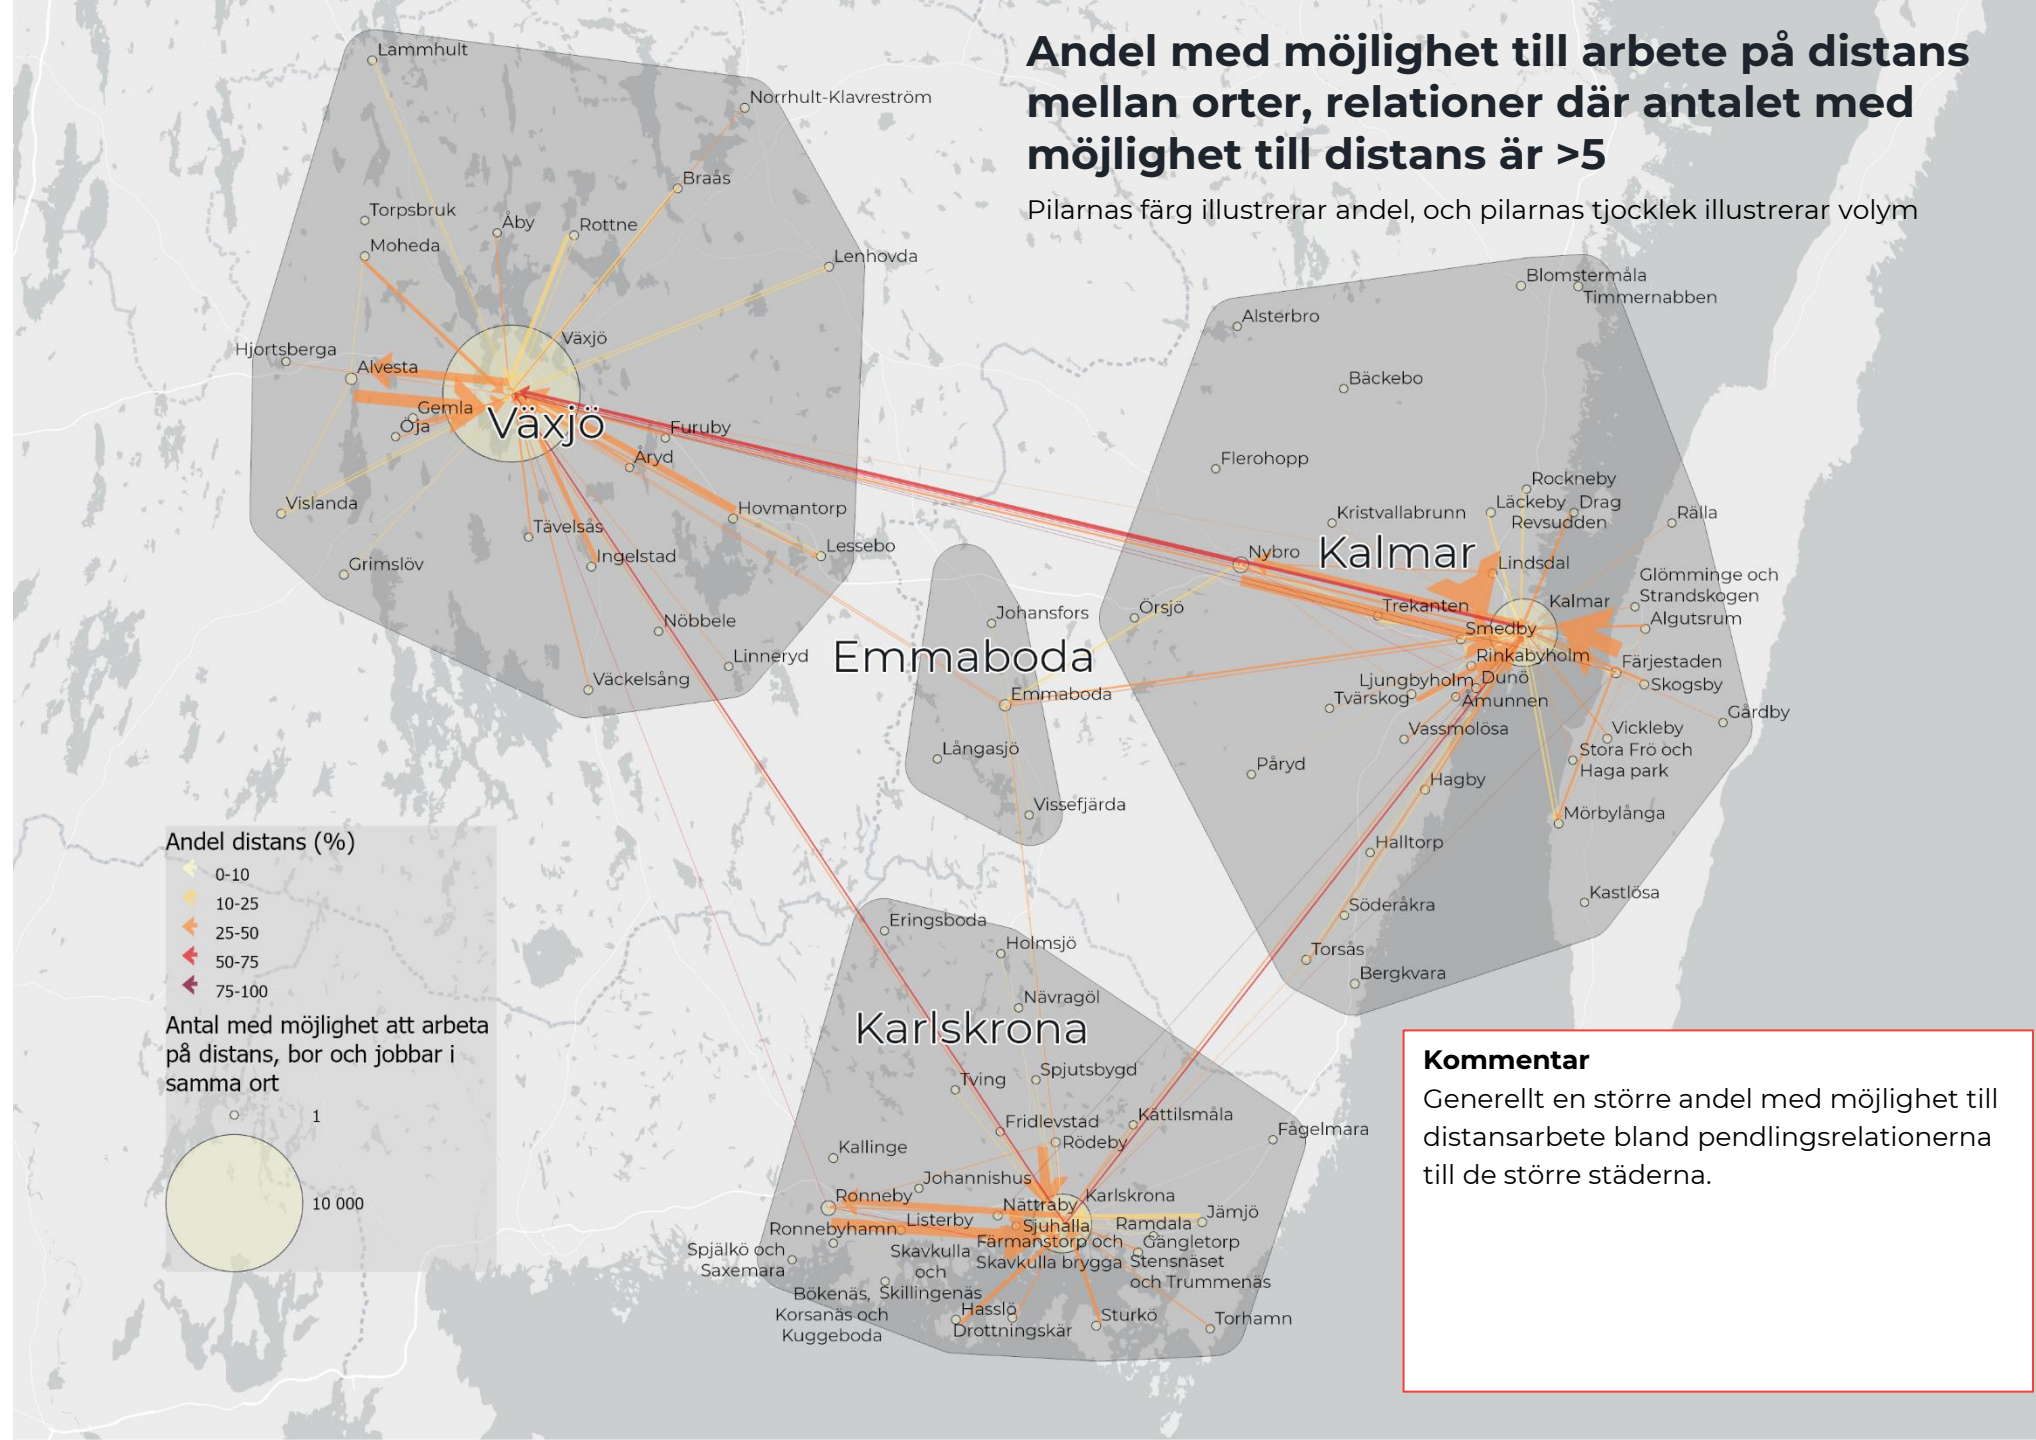 Andel med möjlighet till arbete på distans
mellan orter, relationer där antalet med
möjlighet till distans är >5
Pilarnas färg illustrerar andel, och pilarnas tjocklek illustrerar volym
Lammhult
Norrhult-Klavreström
Braås
Torpsbruk
Åby
Rottne
Moheda
Lenhovda
Växjö
Hjortsberga
Alvesta
Gemla
Öja
Växjö
Furuby
Åryd
Vislanda
Hovmantorp
Tävelsås
Lessebo
Ingelstad
Grimslöv
Nöbbele
Linneryd
Väckelsång
Blomstermåla
Timmernabben
Alsterbro
Bäckebo
Flerohopp
Rockneby
Läckeby
Drag
Revsudden
Rälla
Kristvallabrunn
Nybro
Kalmar
Lindsdal
Glömminge och
Strandskogen
Kalmar
Örsjö
Trekanten
Algutsrum
Smedby
Rinkabyholm
Färjestaden
Ljungbyholm
Dunö
Skogsby
Tvärskog
Åmunnen
Gårdby
Vassmolösa
Vickleby
Stora Frö och
Haga park
Påryd
Hagby
Mörbylånga
Halltorp
Kastlösa
Söderåkra
Torsås
Bergkvara
Johansfors
Emmaboda
Emmaboda
Långasjö
Vissefjärda
Eringsboda
Holmsjö
Nävragöl
Karlskrona
Tving
Spjutsbygd
Fridlevstad
Kättilsmåla
Rödeby
Fågelmara
Kallinge
Johannishus
Ronneby
Nättraby
Karlskrona
Jämjö
Listerby
Sjuhalla
Ramdala
Ronnebyhamn
Färmanstorp och
Skavkulla brygga
Gängletorp
Spjälkö och
Saxemara
Skavkulla
och
Skillingenäs
Stensnäset
och Trummenäs
Bökenäs,
Korsanäs och
Kuggeboda
Hasslö
Drottningskär
Sturkö
Torhamn
Andel distans (%)
0-10
10-25
25-50
50-75
75-100
Antal med möjlighet att arbeta
på distans, bor och jobbar i
samma ort
1
10 000
Kommentar
Generellt en större andel med möjlighet till
distansarbete bland pendlingsrelationerna
till de större städerna.